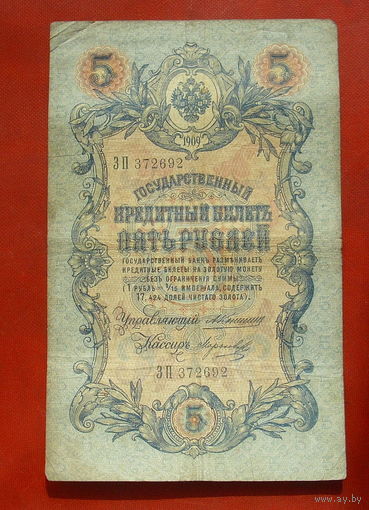 5 5
1909
ЗП 372692
ГОСУДАРСТВЕННЫЙ
КРЕДИТНЫЙ БИЛЕТЪ
ПЯТЬ РУБЛЕЙ
ГОСУДАРСТВЕННЫЙ БАНКЪ РАЗМѢНИВАЕТЪ
КРЕДИТНЫЕ БИЛЕТЫ НА ЗОЛОТУЮ МОНЕТУ
БЕЗЪ ОГРАНИЧЕНІЯ СУММЫ
(1 РУБЛЬ = 1/15 ИМПЕРІАЛА, СОДЕРЖИТЪ
17,424 ДОЛЕЙ ЧИСТАГО ЗОЛОТА).
Управляющій
Кассиръ
ЗП 372692
5
www.ay.by